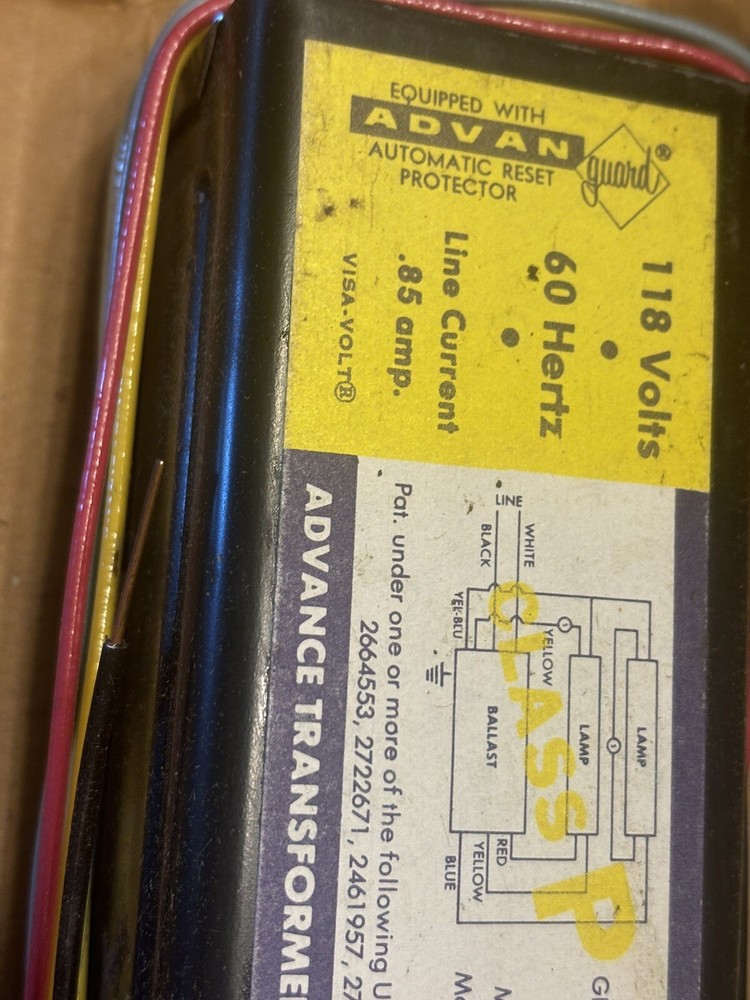 EQUIPPED WITH
ADVAN guard®
AUTOMATIC RESET
PROTECTOR
118 Volts
60 Hertz
Line Current
.85 amp.
VISA-VOLT®
LINE
WHITE
BLACK
YEL-BLU
YELLOW
LAMP
LAMP
BALLAST
RED
YELLOW
BLUE
CLASS P
Pat. under one or more of the following U
2664553, 2722671, 2461957, 27
ADVANCE TRANSFORME